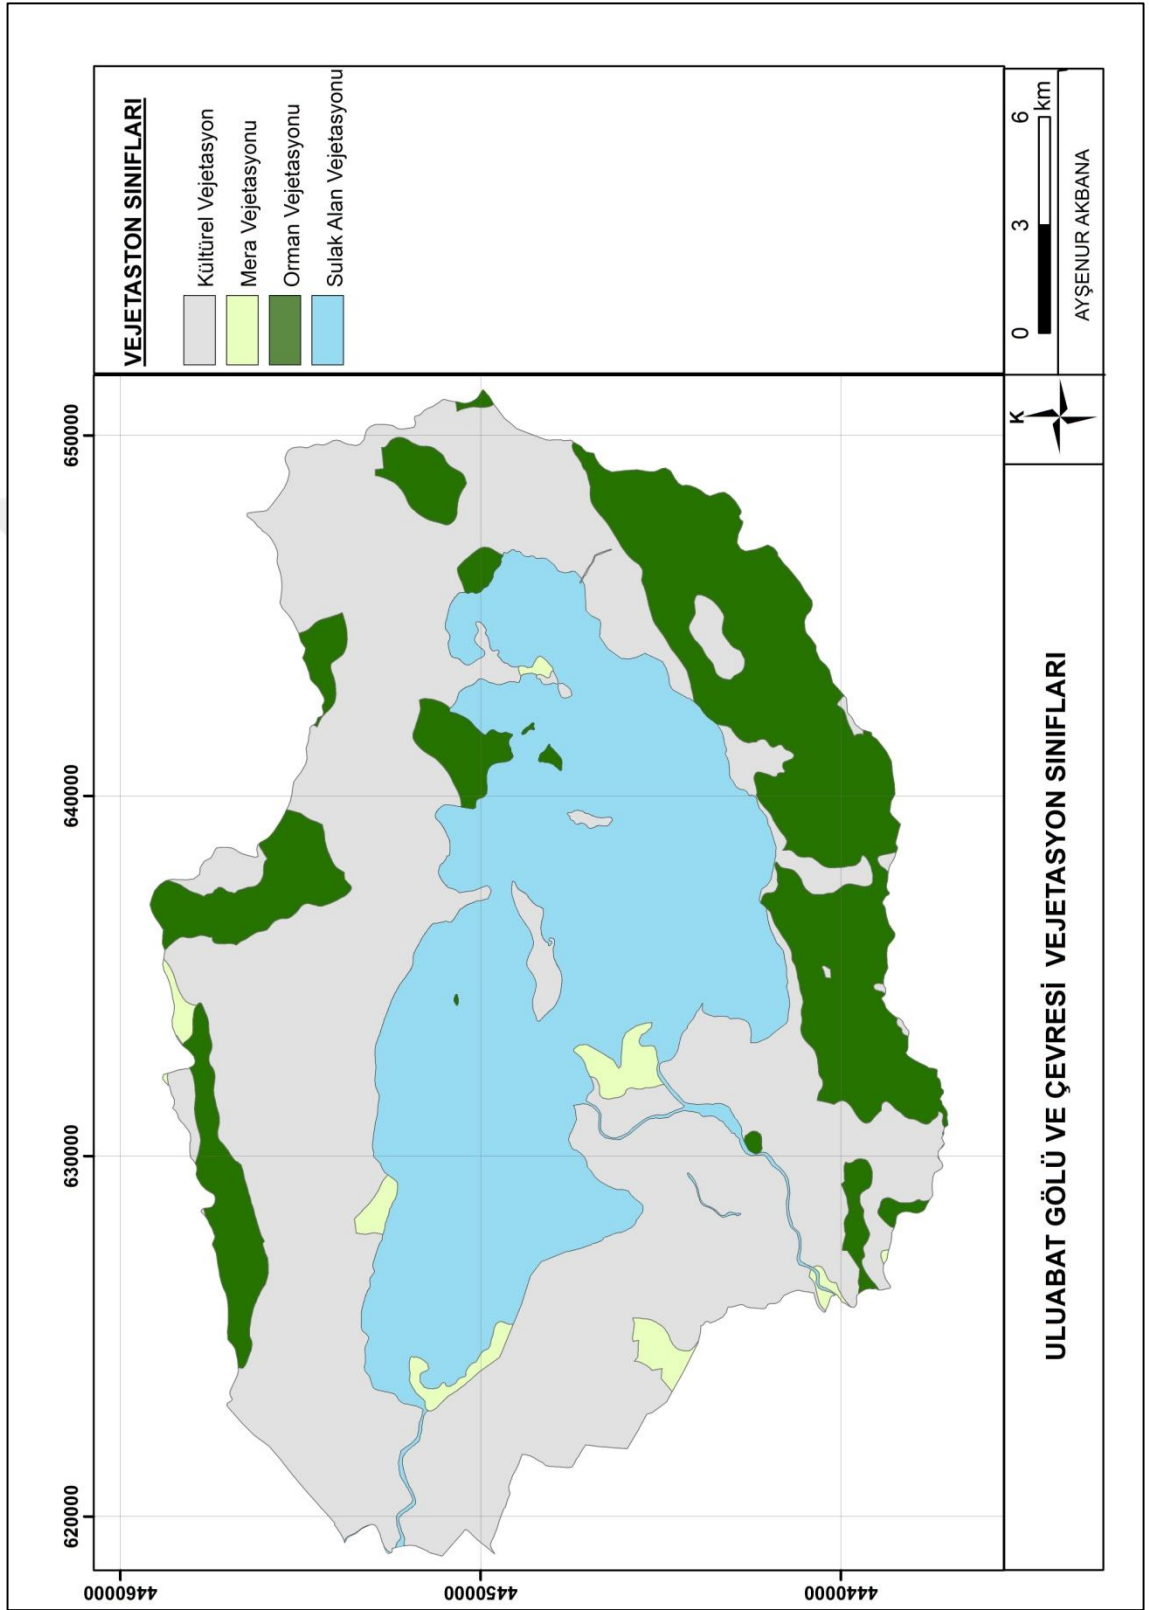 VEJETASTON SINIFLARI
Kültürel Vejetasyon
Mera Vejetasyonu
Orman Vejetasyonu
Sulak Alan Vejetasyonu
620000
630000
640000
650000
4460000
4450000
4440000
K
0 3 6
km
AYŞENUR AKBANA
ULUABAT GÖLÜ VE ÇEVRESİ VEJETASYON SINIFLARI